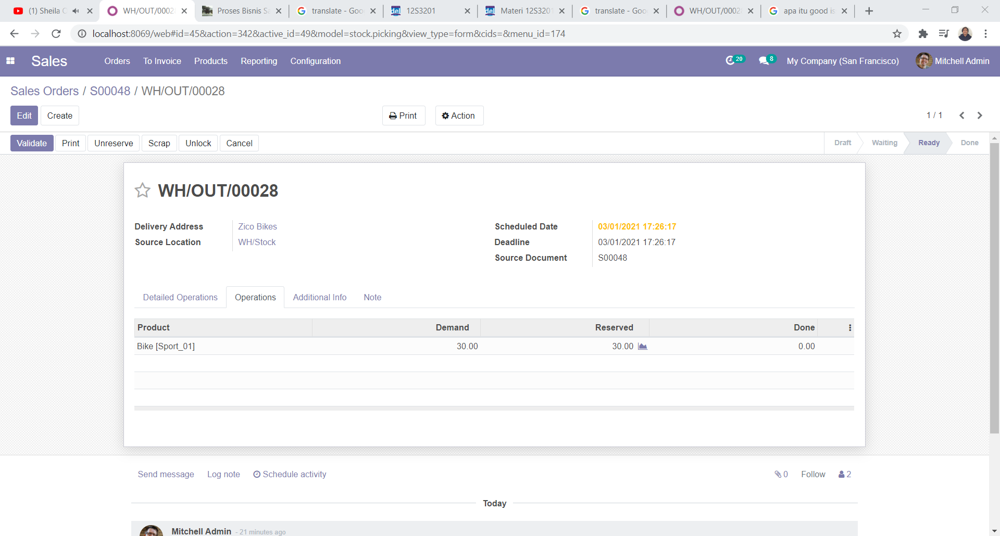 (1) Sheila
WH/OUT/0002
Proses Bisnis S
translate - Goo
12S3201
Materi 12S3201
translate - Goo
WH/OUT/0002
apa itu good is
localhost:8069/web#id=45&action=342&active_id=49&model=stock.picking&view_type=form&cids=&menu_id=174
Sales
Orders
To Invoice
Products
Reporting
Configuration
20
8
My Company (San Francisco)
Mitchell Admin
Sales Orders / S00048 / WH/OUT/00028
Edit
Create
Print
Action
1 / 1
Validate
Print
Unreserve
Scrap
Unlock
Cancel
Draft
Waiting
Ready
Done
WH/OUT/00028
Delivery Address
Zico Bikes
Source Location
WH/Stock
Scheduled Date
03/01/2021 17:26:17
Deadline
03/01/2021 17:26:17
Source Document
S00048
Detailed Operations
Operations
Additional Info
Note
Product
Demand
Reserved
Done
Bike [Sport_01]
30.00
30.00
0.00
Send message
Log note
Schedule activity
0
Follow
2
Today
Mitchell Admin - 21 minutes ago